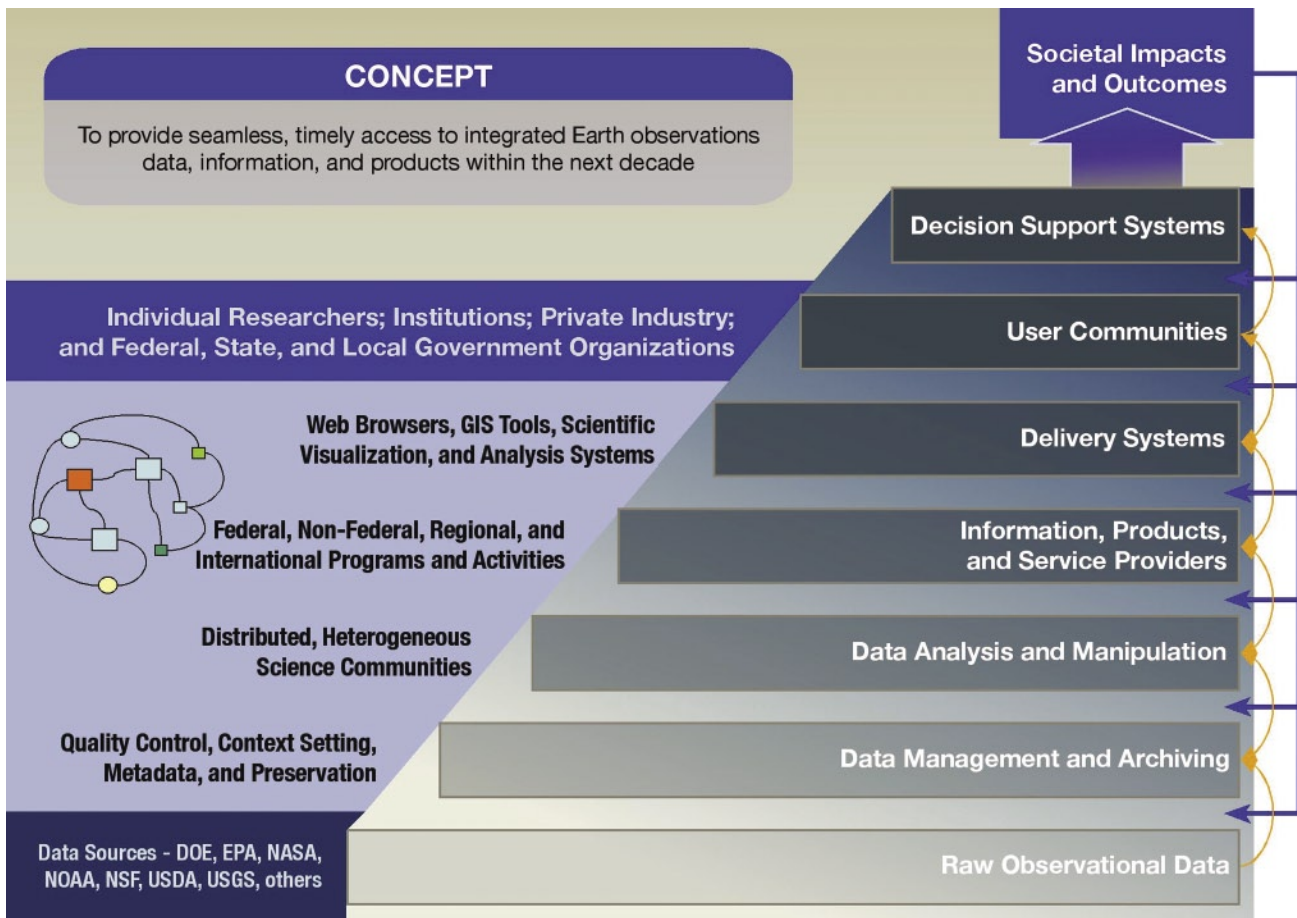 CONCEPT
To provide seamless, timely access to integrated Earth observations
data, information, and products within the next decade
Societal Impacts
and Outcomes
Decision Support Systems
Individual Researchers; Institutions; Private Industry;
and Federal, State, and Local Government Organizations
User Communities
Web Browsers, GIS Tools, Scientific
Visualization, and Analysis Systems
Delivery Systems
Federal, Non-Federal, Regional, and
International Programs and Activities
Information, Products,
and Service Providers
Distributed, Heterogeneous
Science Communities
Data Analysis and Manipulation
Quality Control, Context Setting,
Metadata, and Preservation
Data Management and Archiving
Data Sources - DOE, EPA, NASA,
NOAA, NSF, USDA, USGS, others
Raw Observational Data